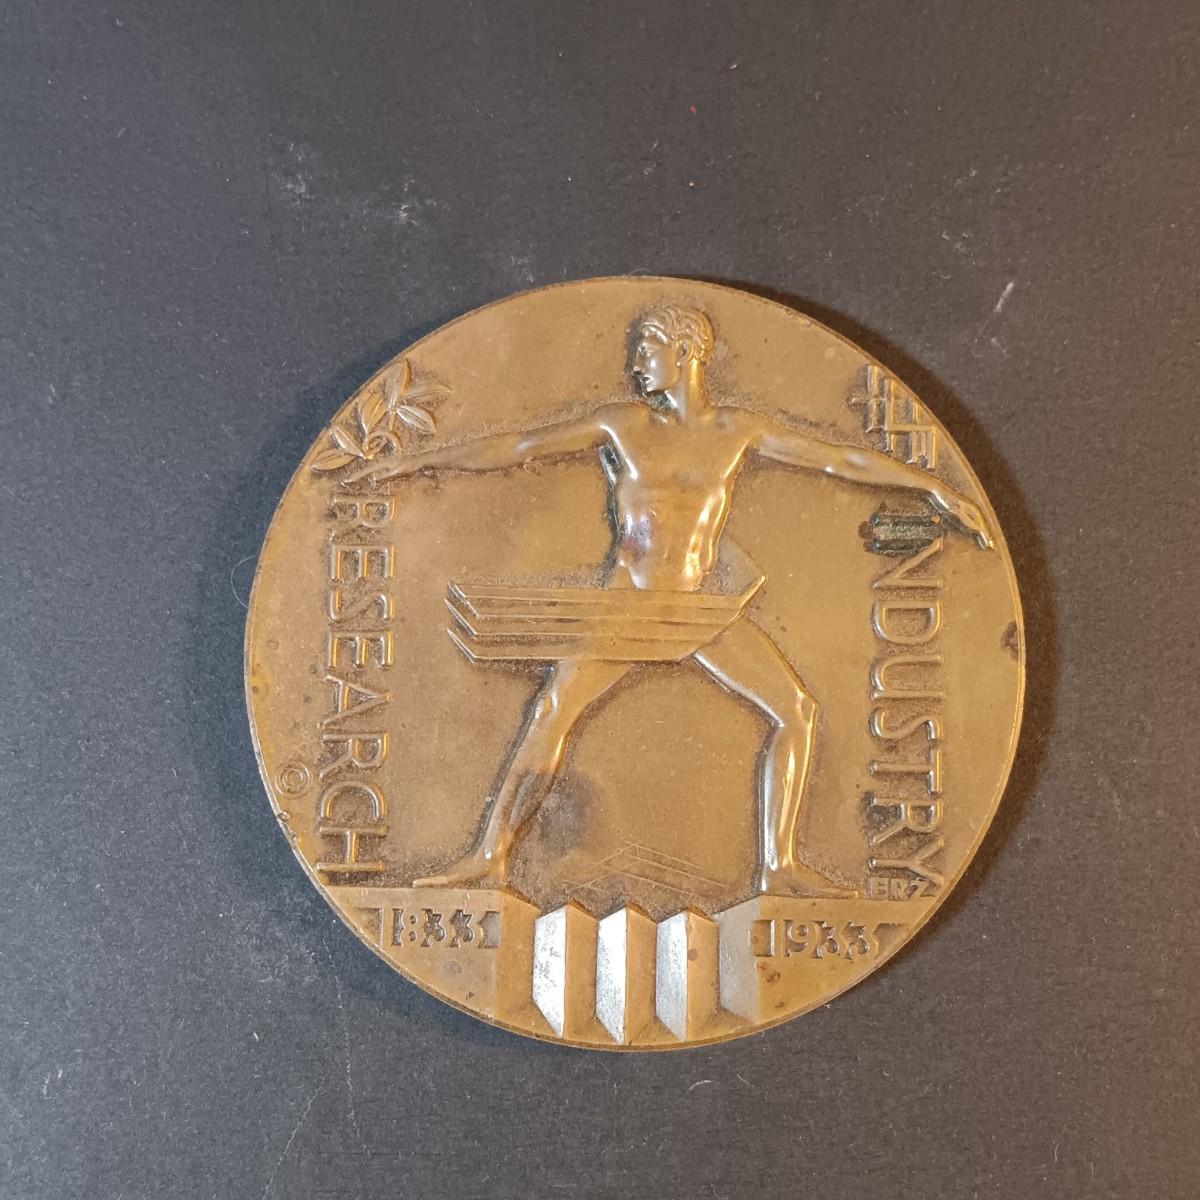 RESEARCH
INDUSTRY
©
ERZ
1833
1933